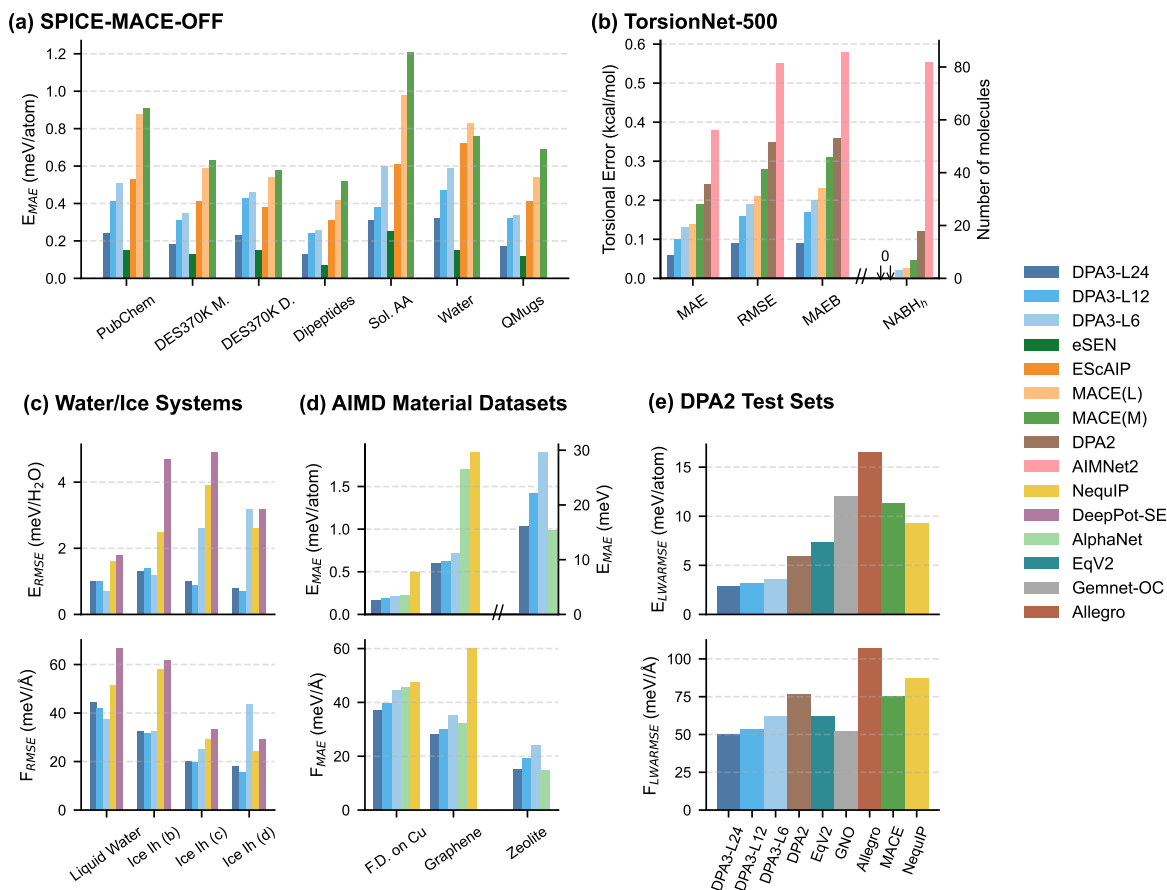 (a) SPICE-MACE-OFF
E_MAE (meV/atom)
1.2
1.0
0.8
0.6
0.4
0.2
0.0
PubChem
DES370K M.
DES370K D.
Dipeptides
Sol. AA
Water
QMugs
(b) TorsionNet-500
Torsional Error (kcal/mol)
0.6
0.5
0.4
0.3
0.2
0.1
0.0
0
Number of molecules
80
60
40
20
0
MAE
RMSE
MAEB
NABH_h
DPA3-L24
DPA3-L12
DPA3-L6
eSEN
EScAIP
MACE(L)
MACE(M)
DPA2
AIMNet2
NequIP
DeepPot-SE
AlphaNet
EqV2
Gemnet-OC
Allegro
(c) Water/Ice Systems
E_RMSE (meV/H₂O)
4
2
0
F_RMSE (meV/Å)
60
40
20
0
Liquid Water
Ice Ih (b)
Ice Ih (c)
Ice Ih (d)
(d) AIMD Material Datasets
E_MAE (meV/atom)
1.5
1.0
0.5
0.0
E_MAE (meV)
30
20
10
0
F_MAE (meV/Å)
60
40
20
0
F.D. on Cu
Graphene
Zeolite
(e) DPA2 Test Sets
E_LWARMSE (meV/atom)
15
10
5
0
F_LWARMSE (meV/Å)
100
75
50
25
0
DPA3-L24
DPA3-L12
DPA3-L6
DPA2
EqV2
GNO
Allegro
MACE
NequIP